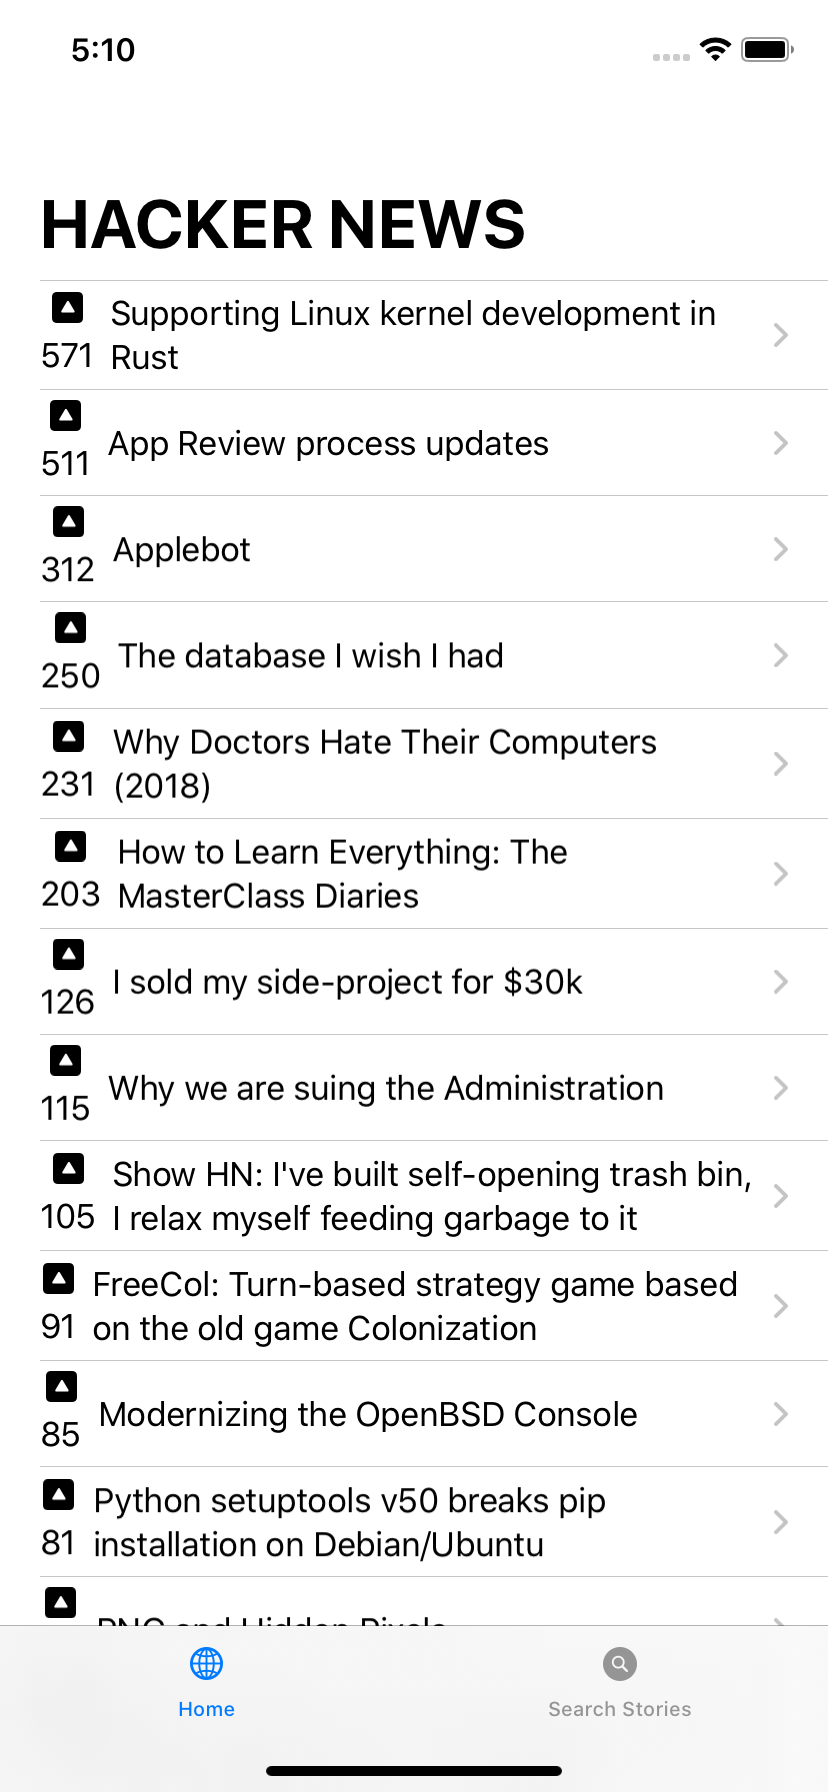 5:10
HACKER NEWS
Supporting Linux kernel development in
571 Rust
App Review process updates
511
Applebot
312
The database I wish I had
250
Why Doctors Hate Their Computers
231 (2018)
How to Learn Everything: The
203 MasterClass Diaries
I sold my side-project for $30k
126
Why we are suing the Administration
115
Show HN: I've built self-opening trash bin,
105 I relax myself feeding garbage to it
FreeCol: Turn-based strategy game based
91 on the old game Colonization
Modernizing the OpenBSD Console
85
Python setuptools v50 breaks pip
81 installation on Debian/Ubuntu
PNG and Hidden Pixels
Home
Search Stories